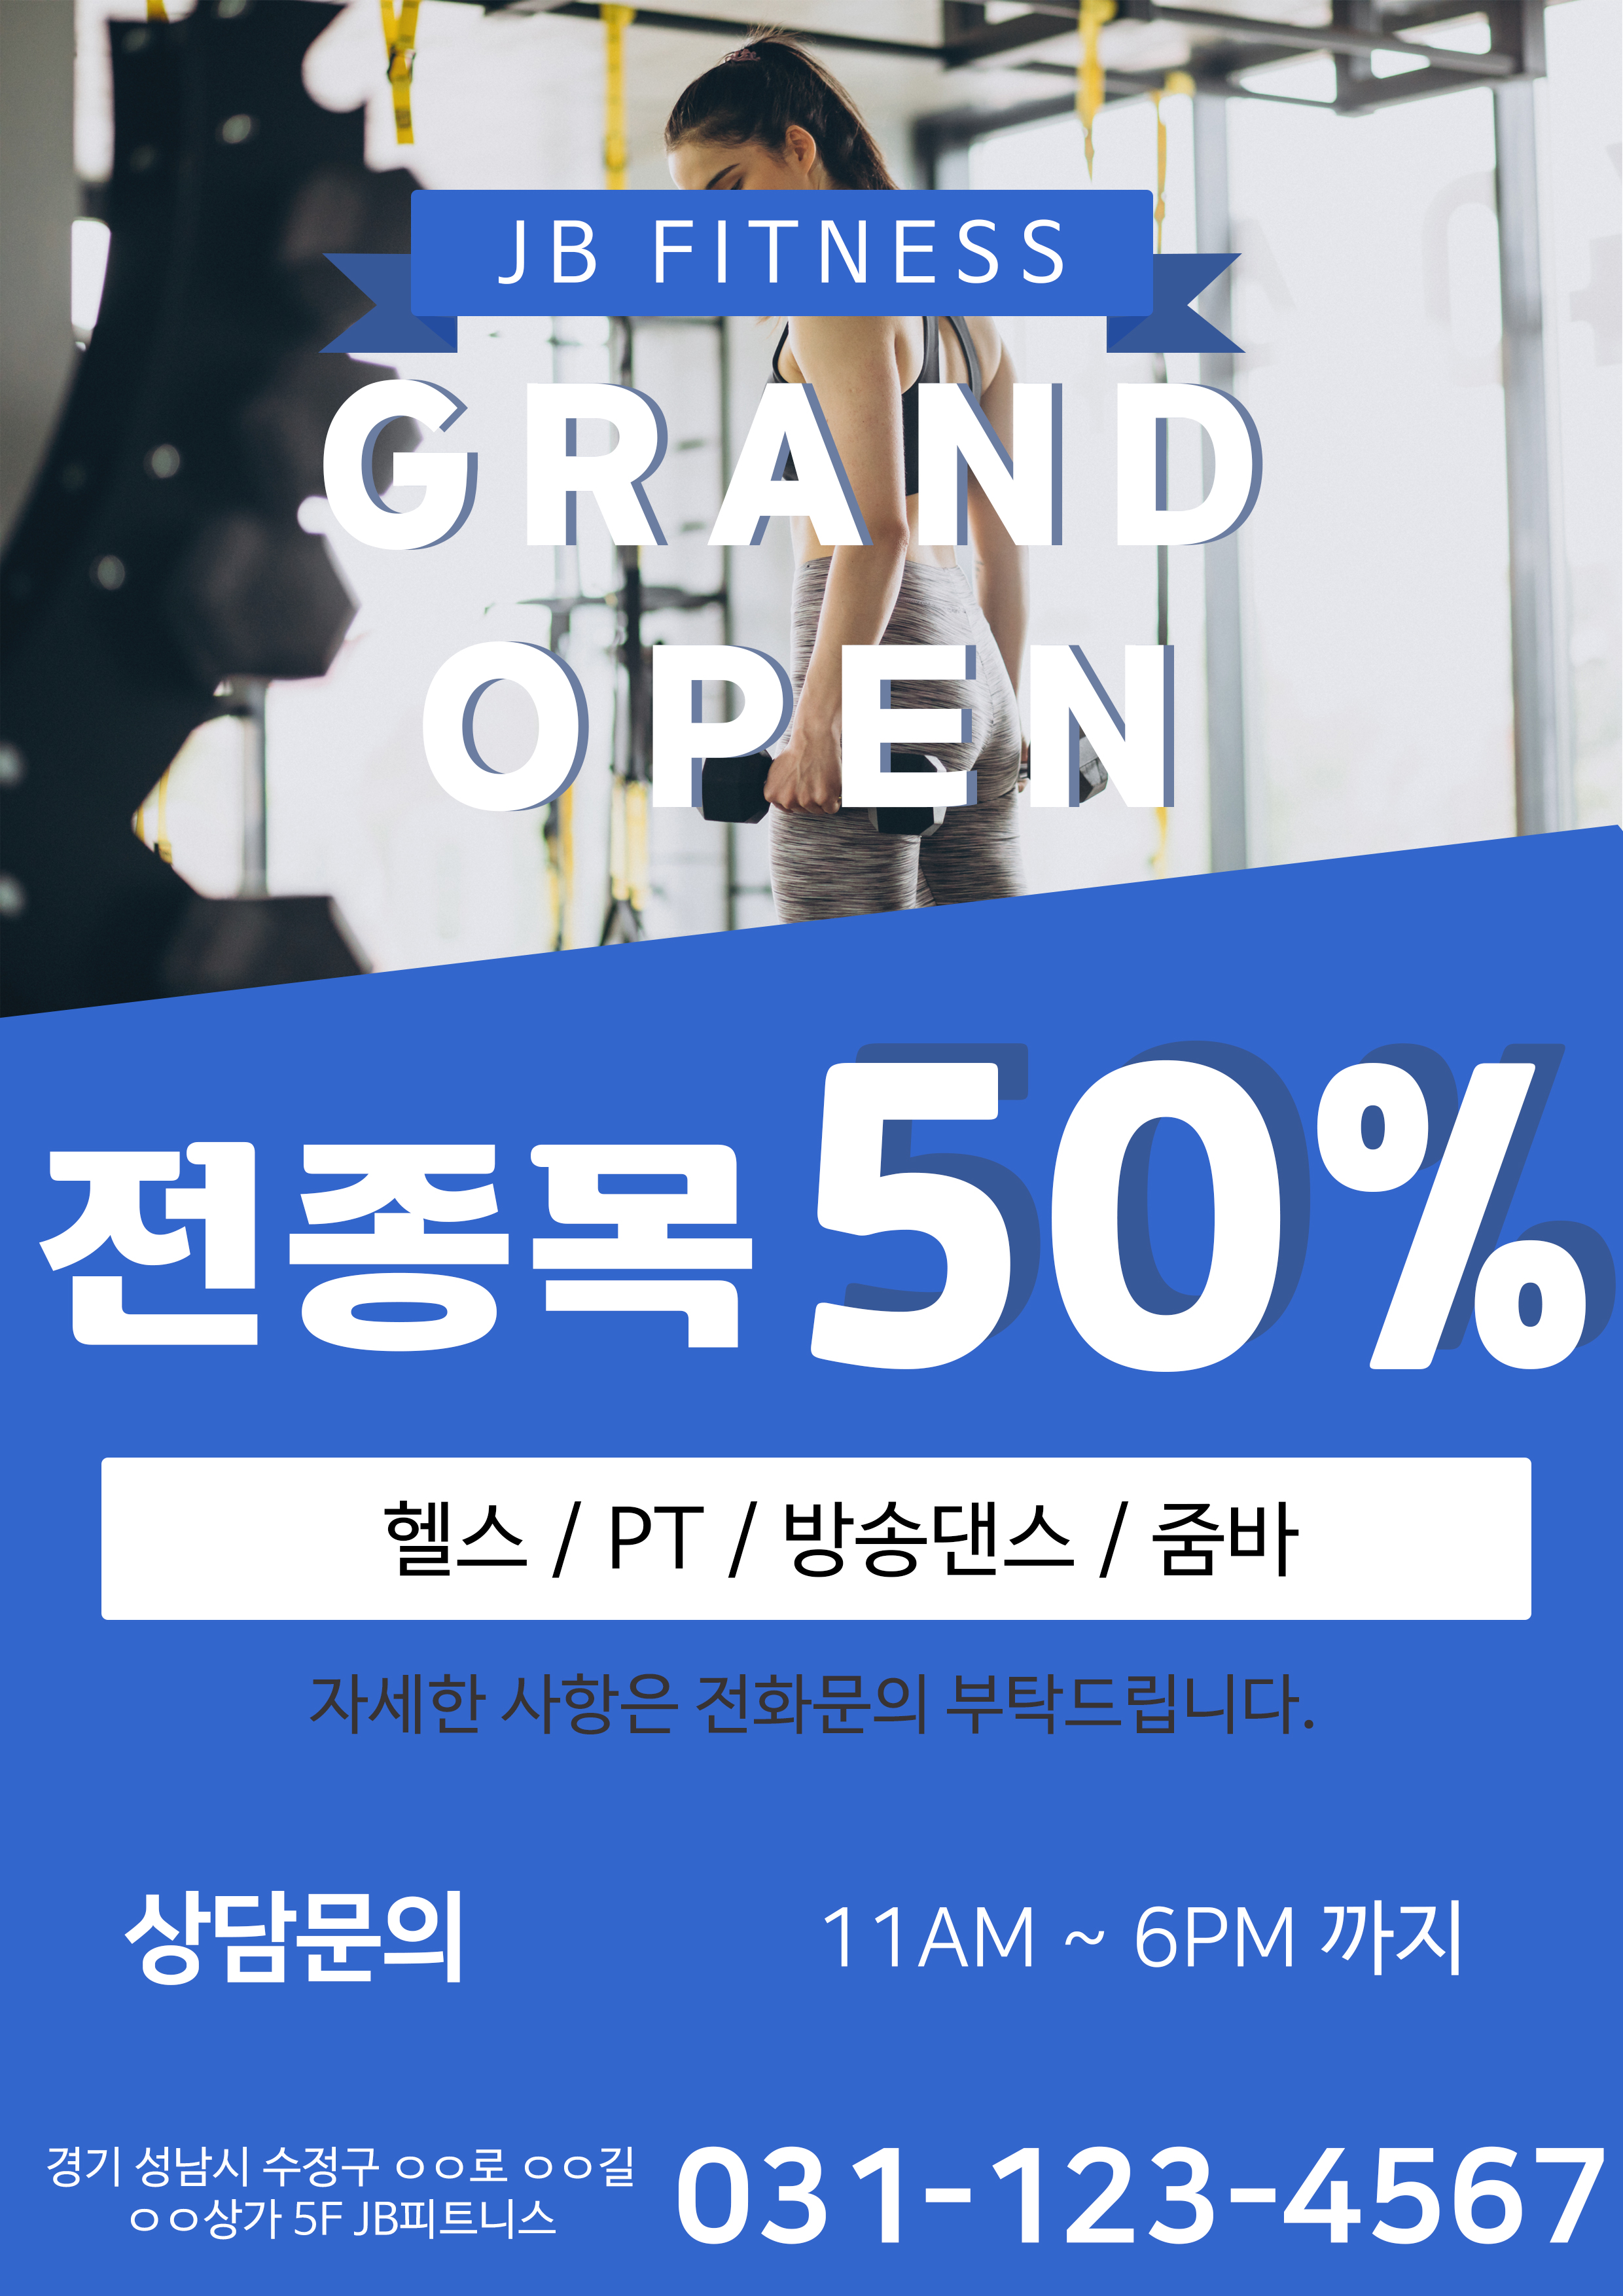 JB FITNESS
GRAND
OPEN
전종목 50%
헬스 / PT / 방송댄스 / 줌바
자세한 사항은 전화문의 부탁드립니다.
상담문의
11AM ~ 6PM 까지
경기 성남시 수정구 ㅇㅇ로 ㅇㅇ길
ㅇㅇ상가 5F JB피트니스
031-123-4567